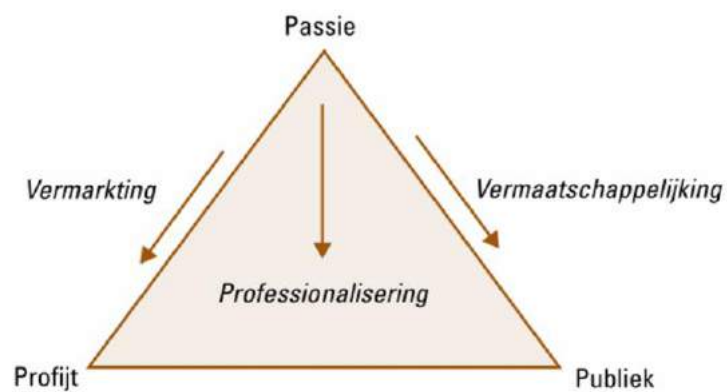 Passie
Vermarkting
Vermaatschappelijking
Professionalisering
Profijt
Publiek